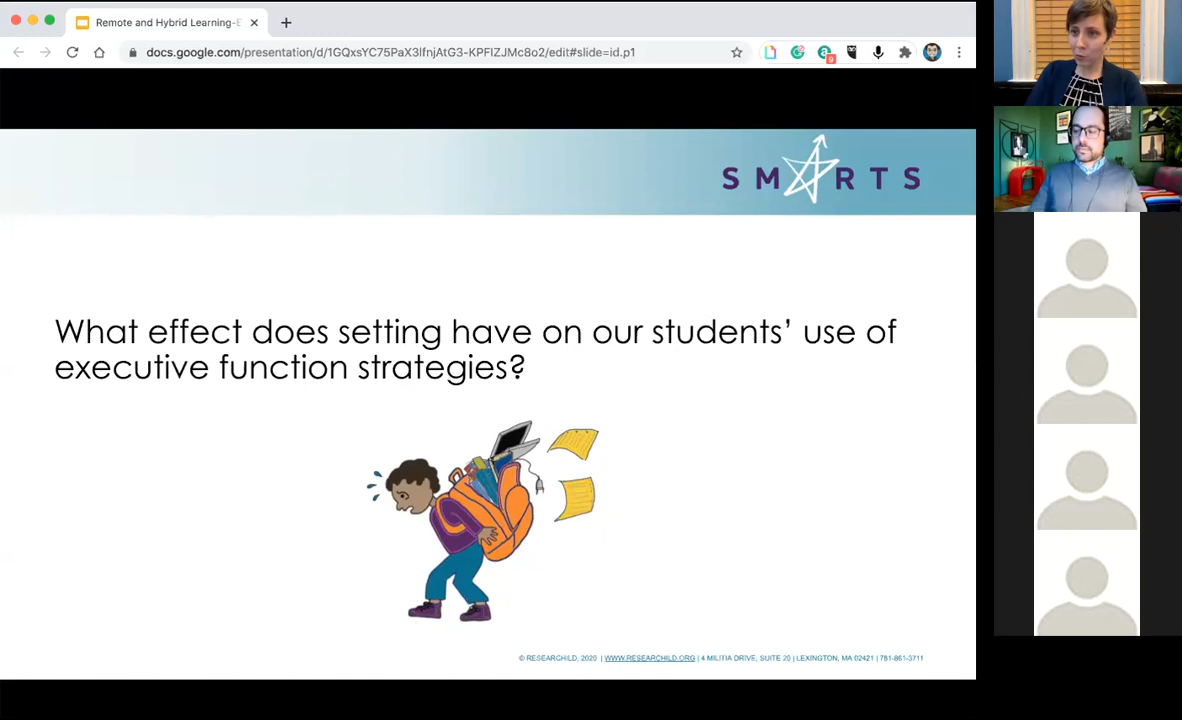 Remote and Hybrid Learning-E
docs.google.com/presentation/d/1GQxsYC75PaX3lfnjAtG3-KPFIZJMc8o2/edit#slide=id.p1
9
SMARTS
What effect does setting have on our students’ use of
executive function strategies?
© RESEARCHILD, 2020 | WWW.RESEARCHILD.ORG | 4 MILITIA DRIVE, SUITE 20 | LEXINGTON, MA 02421 | 781-861-3711